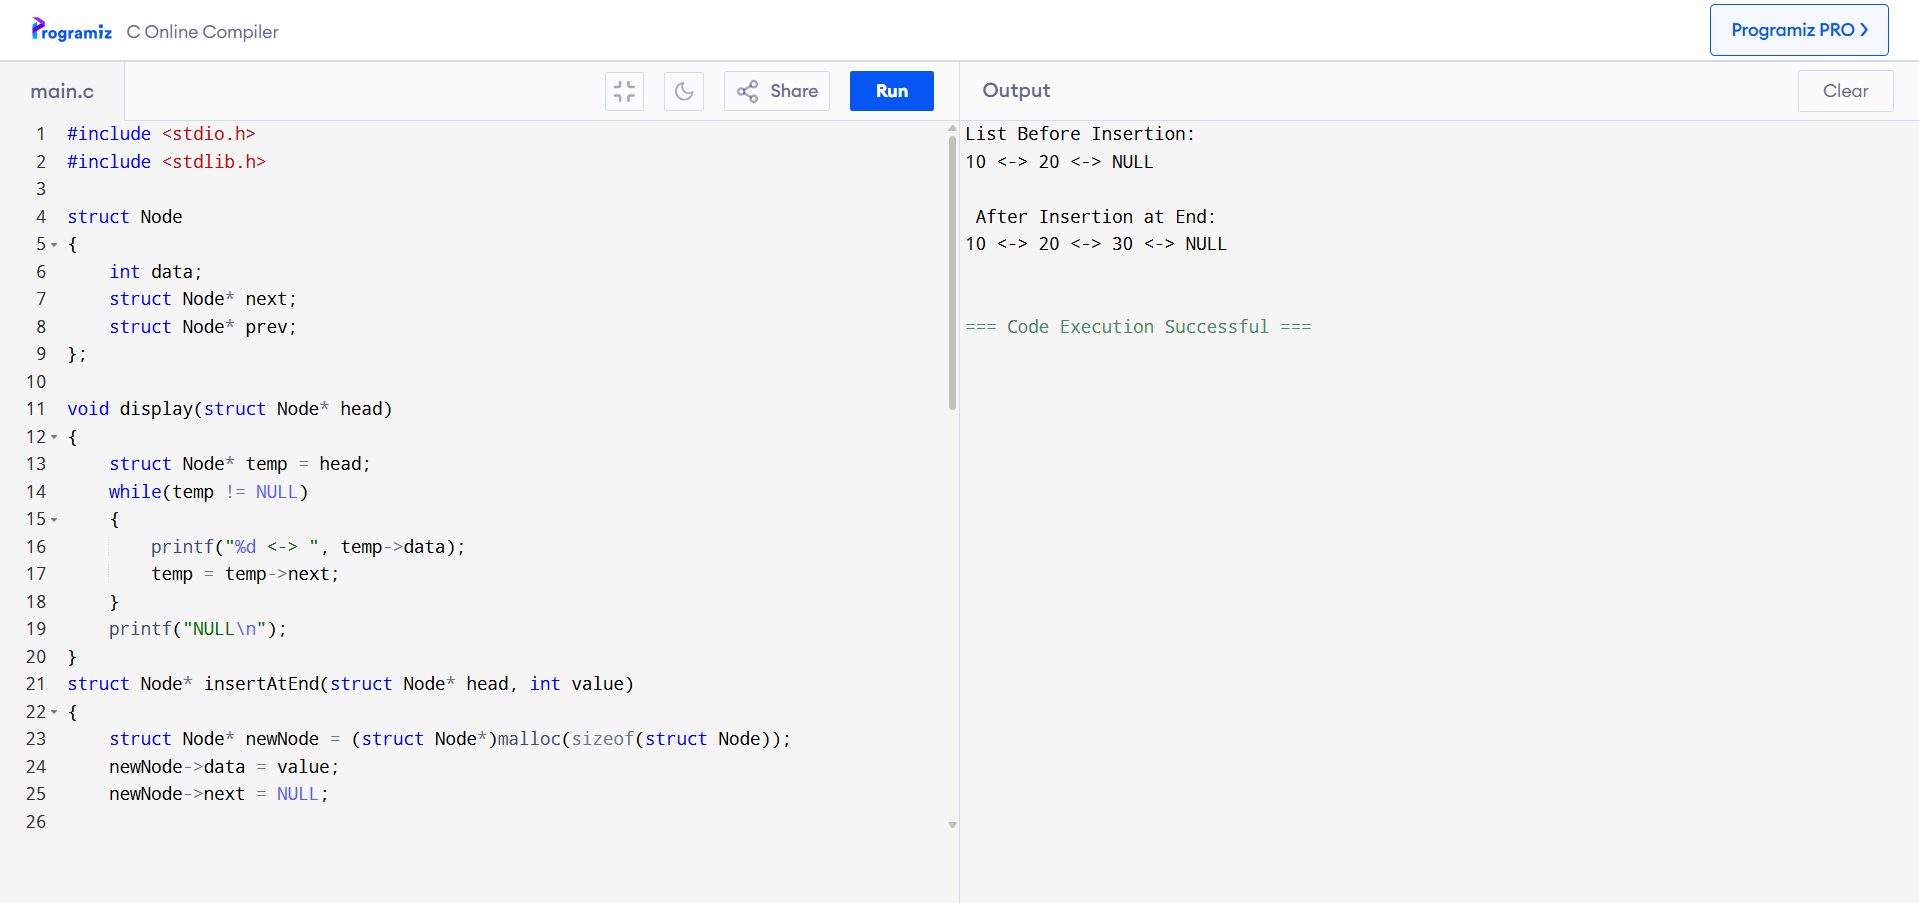 Programiz C Online Compiler
Programiz PRO
main.c
Share
Run
Output
Clear
1 #include <stdio.h>
2 #include <stdlib.h>
3
4 struct Node
5 {
6     int data;
7     struct Node* next;
8     struct Node* prev;
9 };
10
11 void display(struct Node* head)
12 {
13     struct Node* temp = head;
14     while(temp != NULL)
15     {
16         printf("%d <-> ", temp->data);
17         temp = temp->next;
18     }
19     printf("NULL\n");
20 }
21 struct Node* insertAtEnd(struct Node* head, int value)
22 {
23     struct Node* newNode = (struct Node*)malloc(sizeof(struct Node));
24     newNode->data = value;
25     newNode->next = NULL;
26
List Before Insertion:
10 <-> 20 <-> NULL
After Insertion at End:
10 <-> 20 <-> 30 <-> NULL
=== Code Execution Successful ===